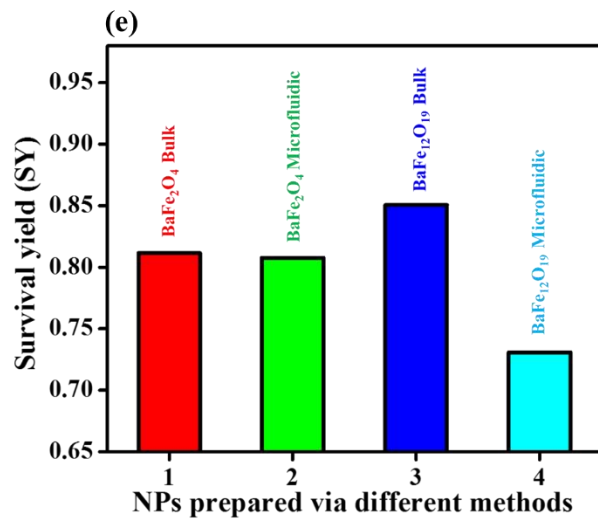 (e)
Survival yield (SY)
0.95
0.90
0.85
0.80
0.75
0.70
0.65
BaFe₂O₄ Bulk
BaFe₂O₄ Microfluidic
BaFe₁₂O₁₉ Bulk
BaFe₁₂O₁₉ Microfluidic
1 2 3 4
NPs prepared via different methods